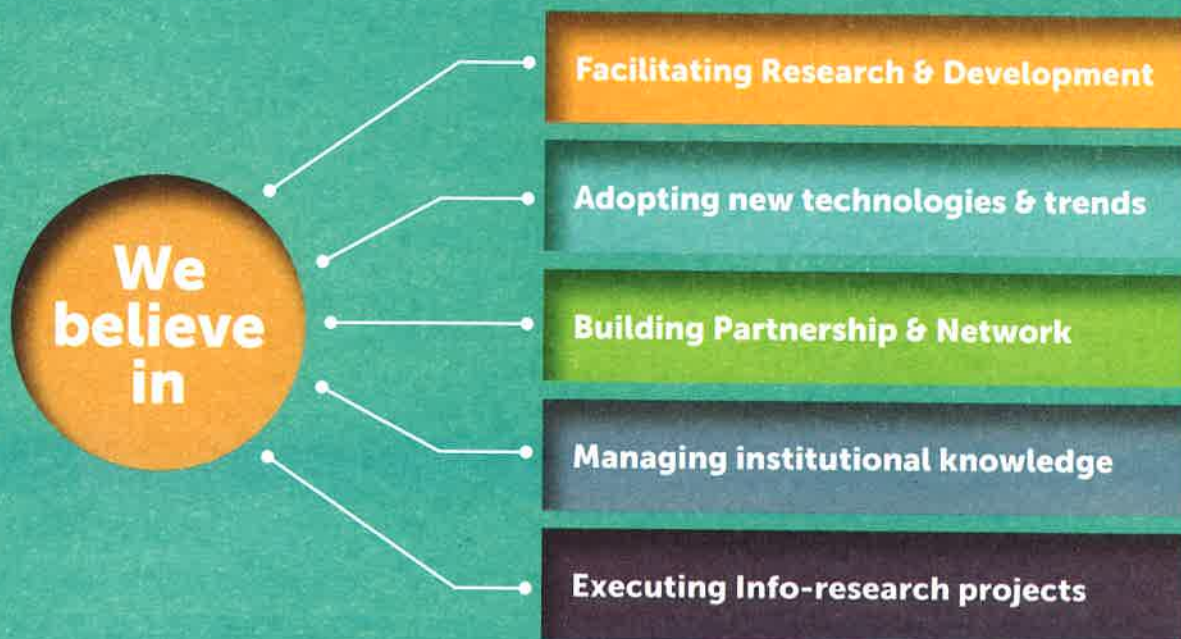 We
believe
in
Facilitating Research & Development
Adopting new technologies & trends
Building Partnership & Network
Managing institutional knowledge
Executing Info-research projects